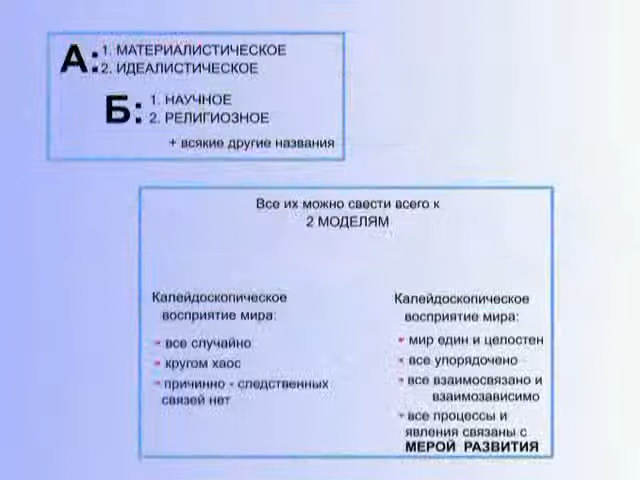 А: 1. МАТЕРИАЛИСТИЧЕСКОЕ
2. ИДЕАЛИСТИЧЕСКОЕ
Б: 1. НАУЧНОЕ
2. РЕЛИГИОЗНОЕ
+ всякие другие названия
Все их можно свести всего к
2 МОДЕЛЯМ
Калейдоскопическое
восприятие мира:
- все случайно
- кругом хаос
- причинно - следственных
связей нет
Калейдоскопическое
восприятие мира:
- мир един и целостен
- все упорядочено
- все взаимосвязано и
взаимозависимо
- все процессы и
явления связаны с
МЕРОЙ РАЗВИТИЯ